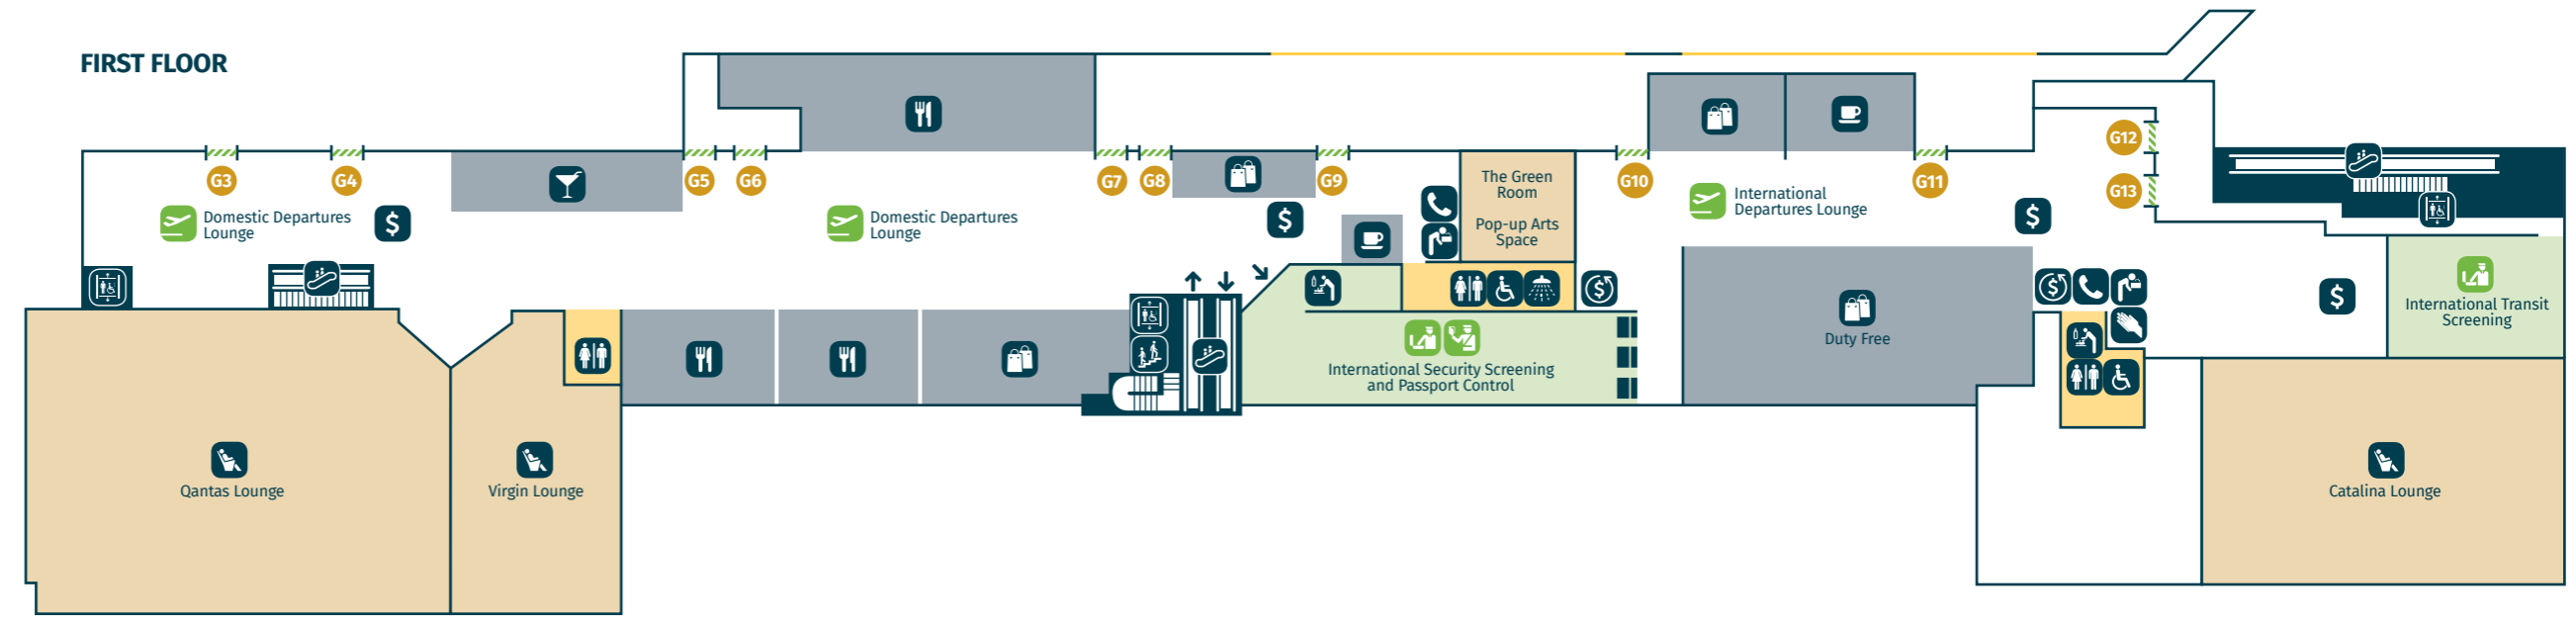 FIRST FLOOR
G3
G4
G5
G6
G7
G8
G9
G10
G11
G12
G13
Domestic Departures
Lounge
$
Domestic Departures
Lounge
$
The Green
Room
Pop-up Arts
Space
International
Departures Lounge
$
$
$
$
International Transit
Screening
International Security Screening
and Passport Control
Duty Free
Qantas Lounge
Virgin Lounge
Catalina Lounge